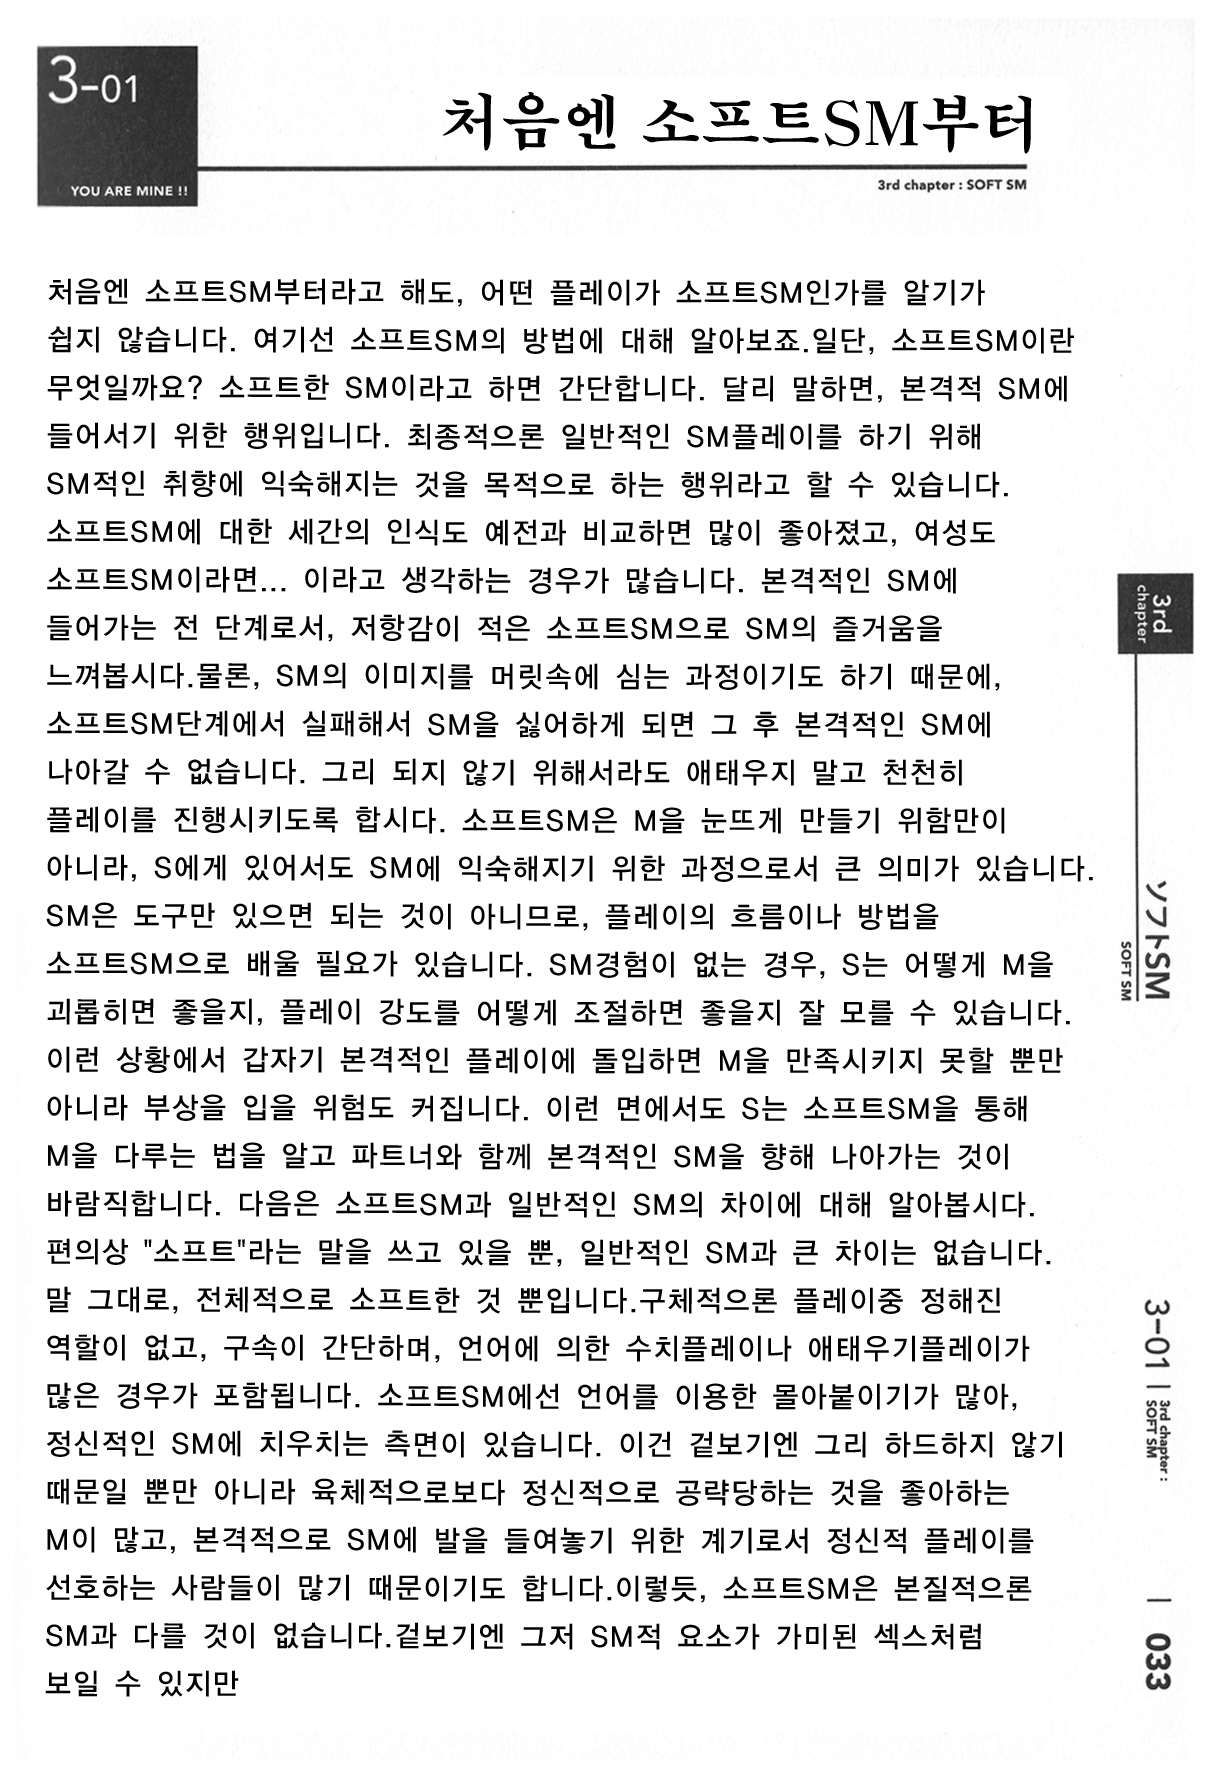 3-01
YOU ARE MINE !!
처음엔 소프트SM부터
3rd chapter : SOFT SM
처음엔 소프트SM부터라고 해도, 어떤 플레이가 소프트SM인가를 알기가
쉽지 않습니다. 여기선 소프트SM의 방법에 대해 알아보죠.일단, 소프트SM이란
무엇일까요? 소프트한 SM이라고 하면 간단합니다. 달리 말하면, 본격적 SM에
들어서기 위한 행위입니다. 최종적으론 일반적인 SM플레이를 하기 위해
SM적인 취향에 익숙해지는 것을 목적으로 하는 행위라고 할 수 있습니다.
소프트SM에 대한 세간의 인식도 예전과 비교하면 많이 좋아졌고, 여성도
소프트SM이라면... 이라고 생각하는 경우가 많습니다. 본격적인 SM에
들어가는 전 단계로서, 저항감이 적은 소프트SM으로 SM의 즐거움을
느껴봅시다.물론, SM의 이미지를 머릿속에 심는 과정이기도 하기 때문에,
소프트SM단계에서 실패해서 SM을 싫어하게 되면 그 후 본격적인 SM에
나아갈 수 없습니다. 그리 되지 않기 위해서라도 애태우지 말고 천천히
플레이를 진행시키도록 합시다. 소프트SM은 M을 눈뜨게 만들기 위함만이
아니라, S에게 있어서도 SM에 익숙해지기 위한 과정으로서 큰 의미가 있습니다.
SM은 도구만 있으면 되는 것이 아니므로, 플레이의 흐름이나 방법을
소프트SM으로 배울 필요가 있습니다. SM경험이 없는 경우, S는 어떻게 M을
괴롭히면 좋을지, 플레이 강도를 어떻게 조절하면 좋을지 잘 모를 수 있습니다.
이런 상황에서 갑자기 본격적인 플레이에 돌입하면 M을 만족시키지 못할 뿐만
아니라 부상을 입을 위험도 커집니다. 이런 면에서도 S는 소프트SM을 통해
M을 다루는 법을 알고 파트너와 함께 본격적인 SM을 향해 나아가는 것이
바람직합니다. 다음은 소프트SM과 일반적인 SM의 차이에 대해 알아봅시다.
편의상 "소프트"라는 말을 쓰고 있을 뿐, 일반적인 SM과 큰 차이는 없습니다.
말 그대로, 전체적으로 소프트한 것 뿐입니다.구체적으론 플레이중 정해진
역할이 없고, 구속이 간단하며, 언어에 의한 수치플레이나 애태우기플레이가
많은 경우가 포함됩니다. 소프트SM에선 언어를 이용한 몰아붙이기가 많아,
정신적인 SM에 치우치는 측면이 있습니다. 이건 겉보기엔 그리 하드하지 않기
때문일 뿐만 아니라 육체적으로보다 정신적으로 공략당하는 것을 좋아하는
M이 많고, 본격적으로 SM에 발을 들여놓기 위한 계기로서 정신적 플레이를
선호하는 사람들이 많기 때문이기도 합니다.이렇듯, 소프트SM은 본질적으론
SM과 다를 것이 없습니다.겉보기엔 그저 SM적 요소가 가미된 섹스처럼
보일 수 있지만
3rd
chapter
ソフトSM
SOFT SM
3-01 | 3rd chapter :
SOFT SM
| 033